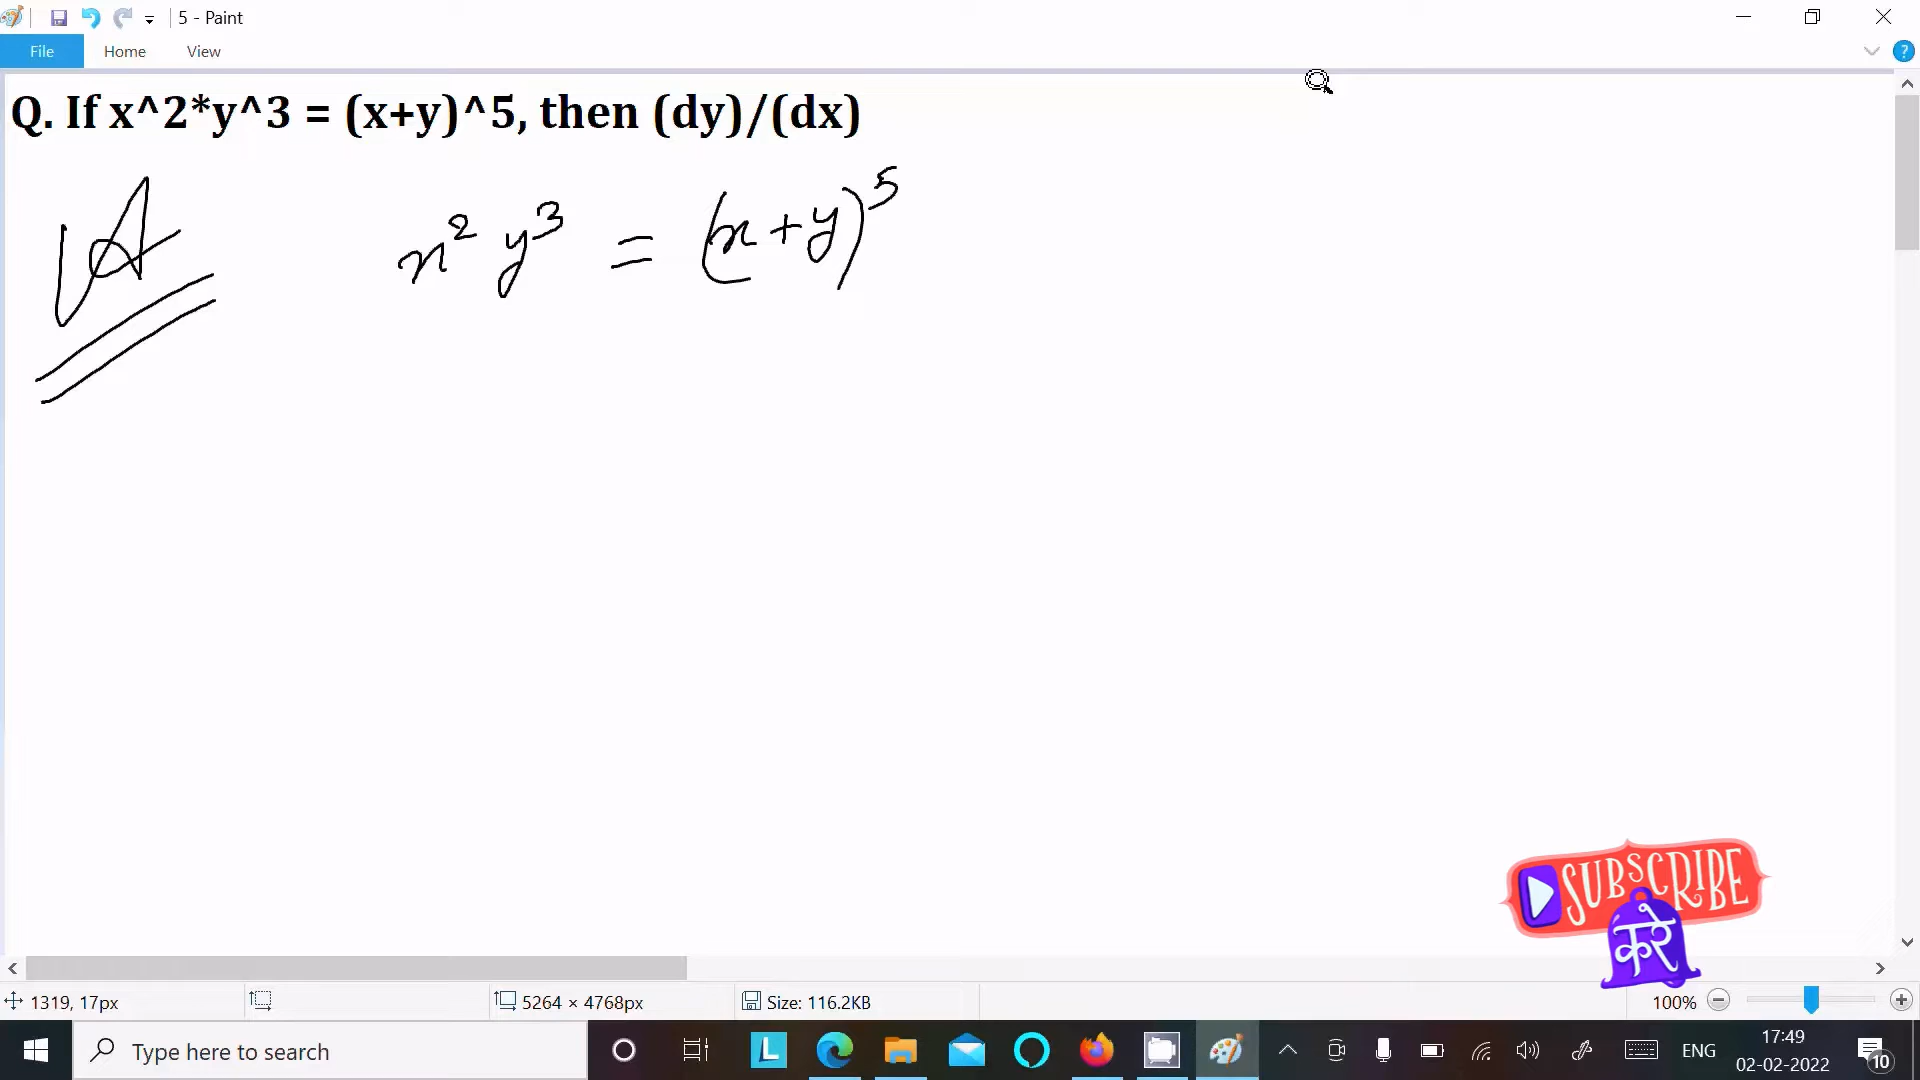 5 - Paint
File Home View
Q. If x^2*y^3 = (x+y)^5, then (dy)/(dx)
A x² y³ = (x+y)⁵
SUBSCRIBE
करे
1319, 17px 5264 × 4768px Size: 116.2KB 100%
Type here to search L ENG 17:49
02-02-2022 10